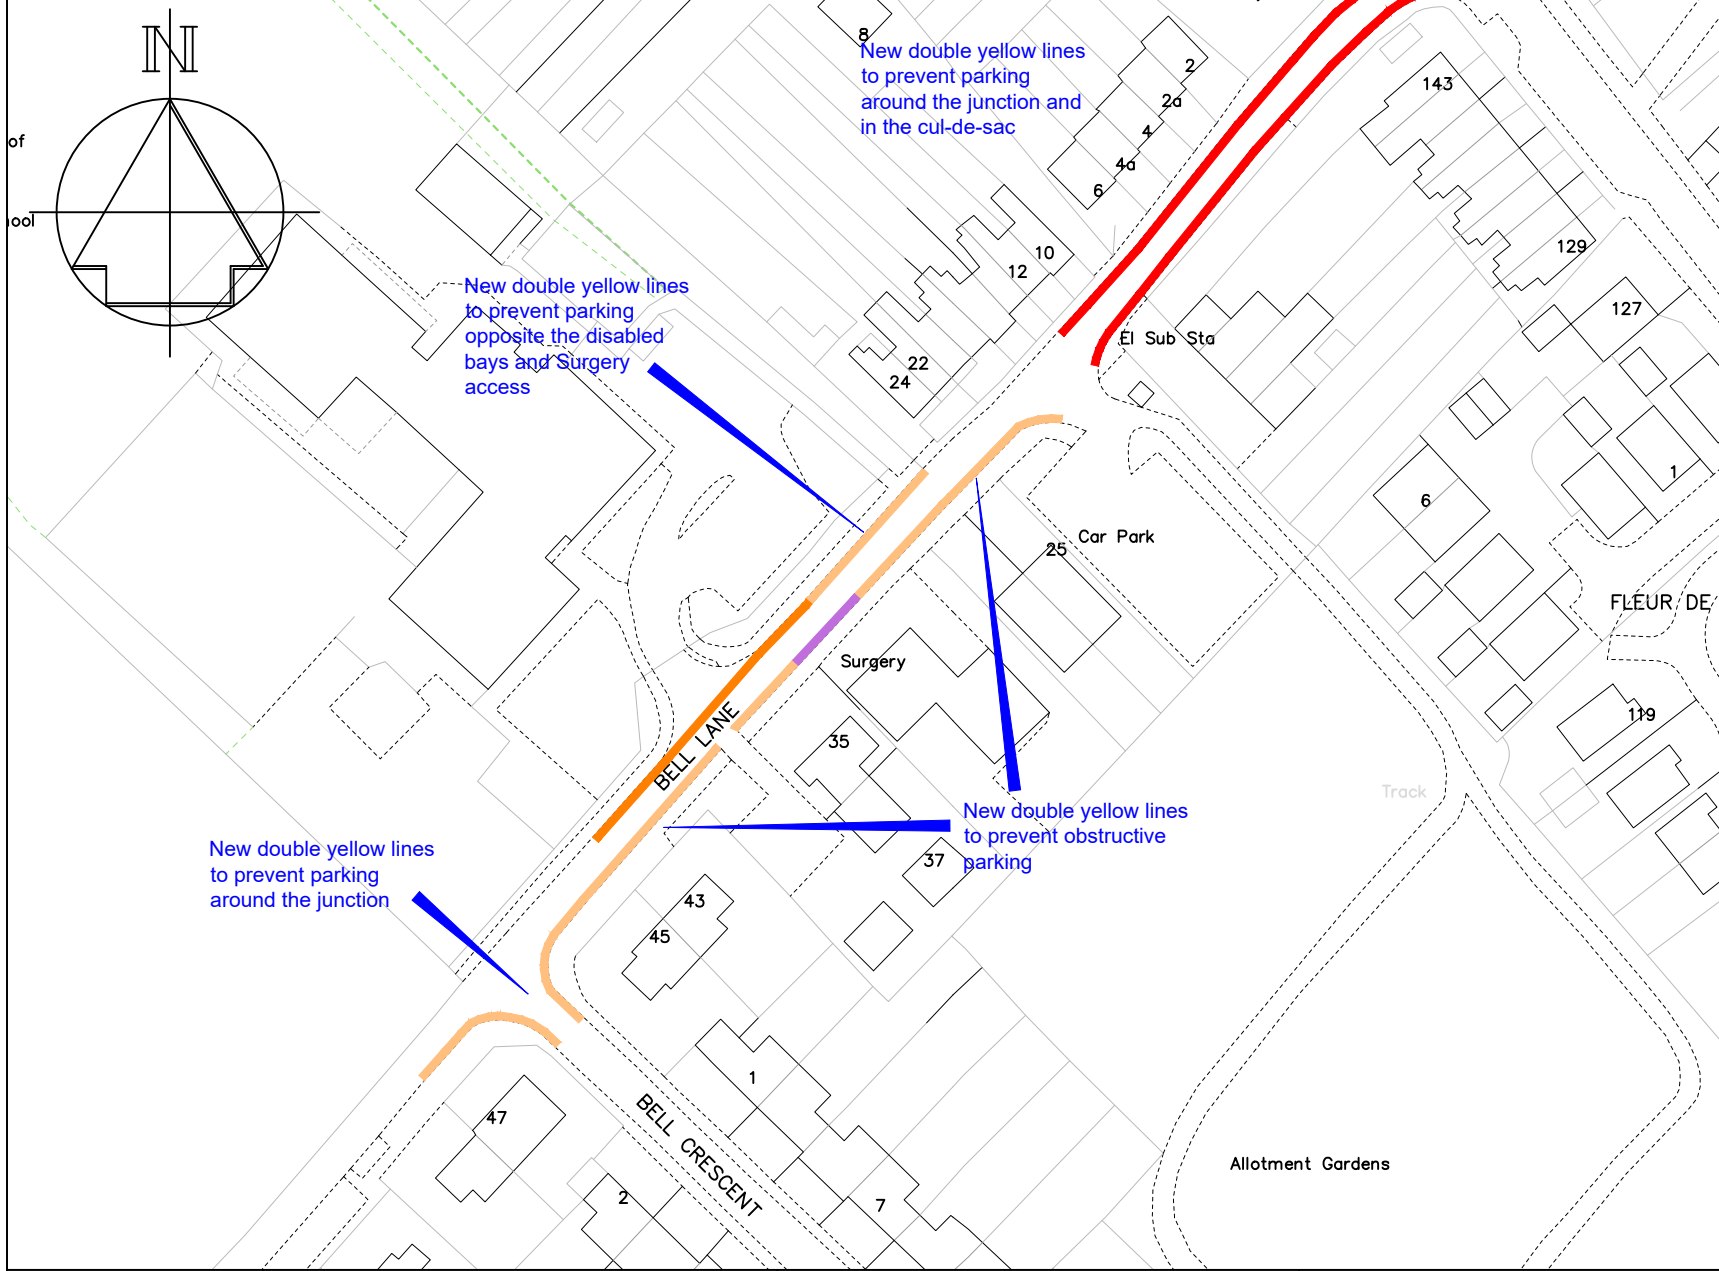 N
of
ool
8
New double yellow lines
to prevent parking
around the junction and
in the cul-de-sac
2
2a
4
4a
6
143
129
127
10
12
22
24
El Sub Sta
New double yellow lines
to prevent parking
opposite the disabled
bays and Surgery
access
6
1
25
Car Park
FLEUR DE
Surgery
119
35
BELL LANE
Track
New double yellow lines
to prevent obstructive
parking
37
New double yellow lines
to prevent parking
around the junction
43
45
1
47
BELL CRESCENT
2
7
Allotment Gardens